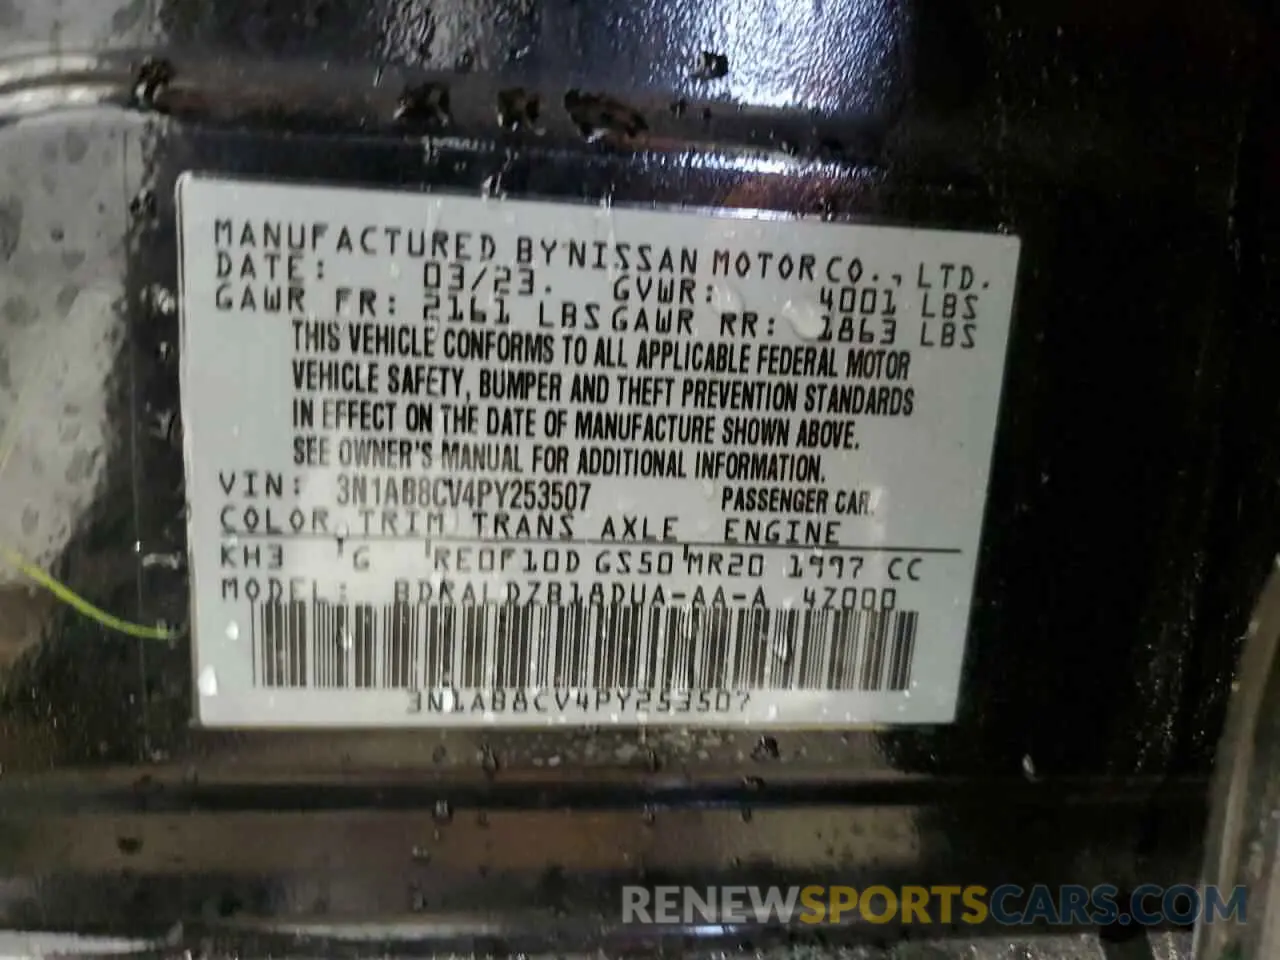 MANUFACTURED BY NISSAN MOTOR CO., LTD.
DATE: 03/23. GVWR: 4001 LBS
GAWR FR: 2161 LBS GAWR RR: 1863 LBS
THIS VEHICLE CONFORMS TO ALL APPLICABLE FEDERAL MOTOR
VEHICLE SAFETY, BUMPER AND THEFT PREVENTION STANDARDS
IN EFFECT ON THE DATE OF MANUFACTURE SHOWN ABOVE.
SEE OWNER'S MANUAL FOR ADDITIONAL INFORMATION.
VIN: 3N1AB8CV4PY253507 PASSENGER CAR.
COLOR TRIM TRANS AXLE ENGINE
KH3 G RE0F10D GS50 MR20 1997 CC
MODEL: BDRALDZB18DUA-AA-A 4Z000
3N1AB8CV4PY253507
RENEWSPORTSCARS.COM